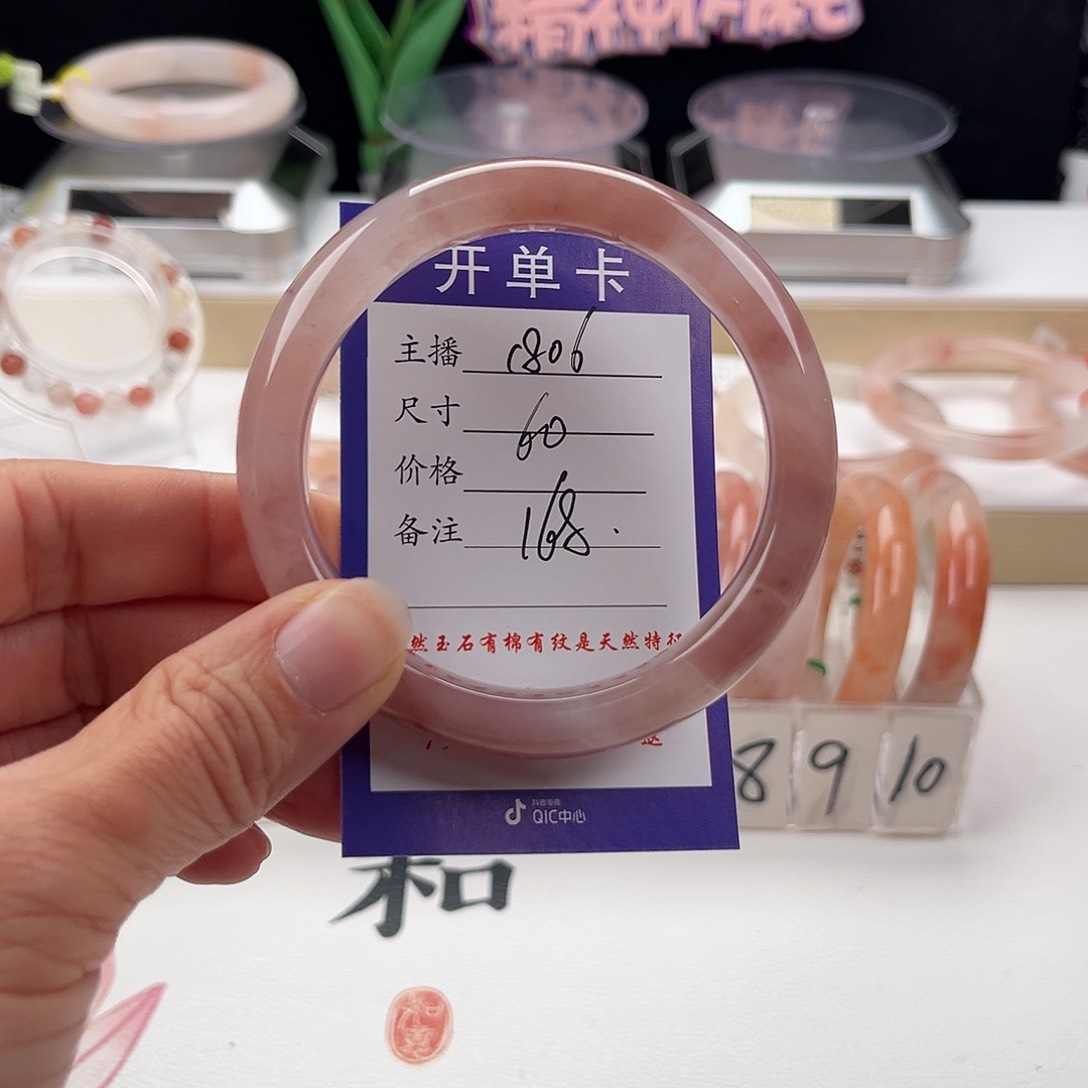 开单卡
主播 1806
尺寸 60
价格
备注 168.
然玉石有棉有纹是天然特征
抖音电商
QIC中心
8 9 10
和